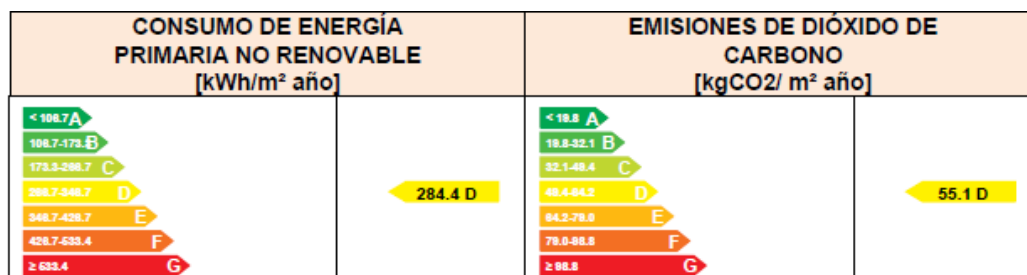 CONSUMO DE ENERGÍA
PRIMARIA NO RENOVABLE
[kWh/m² año]
< 106.7 A
106.7-173.3 B
173.3-266.7 C
266.7-346.7 D
346.7-426.7 E
426.7-533.4 F
≥ 533.4 G
284.4 D
EMISIONES DE DIÓXIDO DE
CARBONO
[kgCO2/ m² año]
< 19.8 A
19.8-32.1 B
32.1-49.4 C
49.4-64.2 D
64.2-79.0 E
79.0-98.8 F
≥ 98.8 G
55.1 D